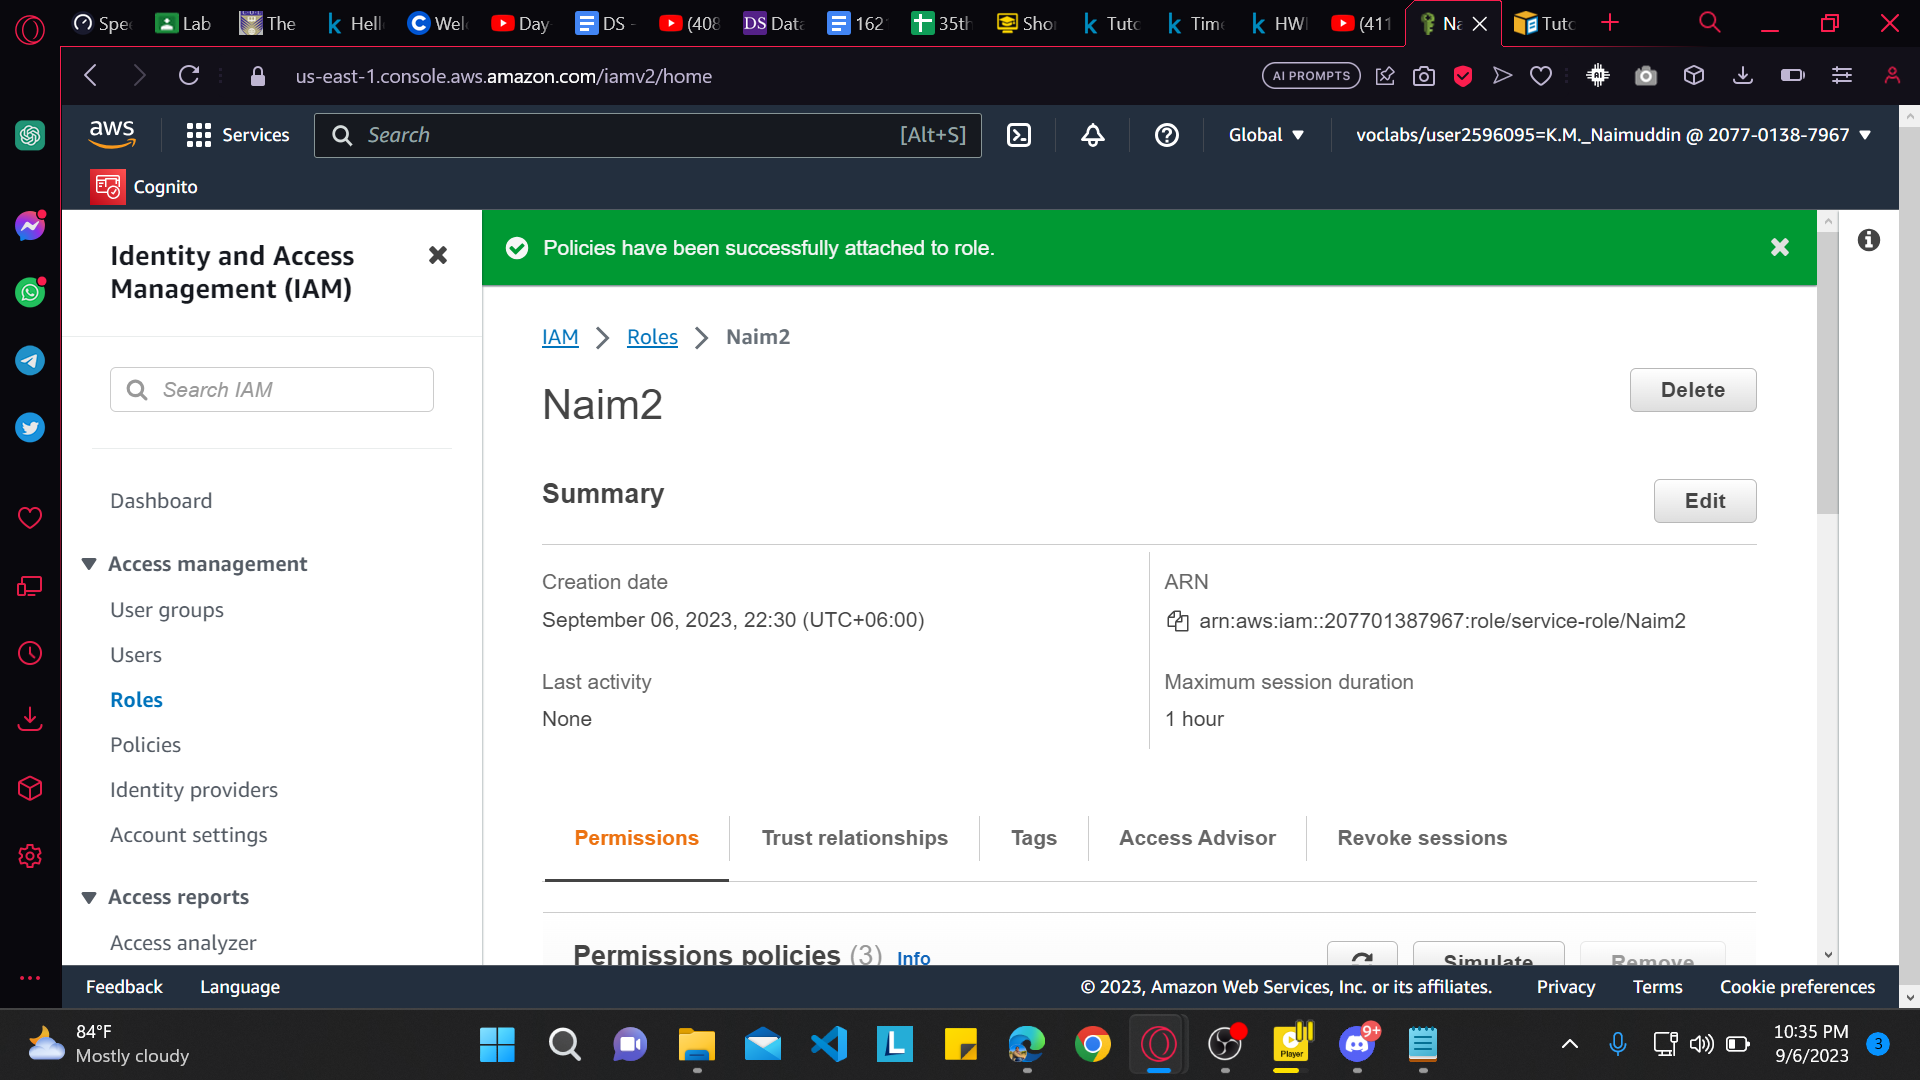 Spe
Lab
The
Hell
Wel
Day
DS -
(408
DS
Data
162
35th
Sho
Tuto
Time
HWI
(411
Na
Tuto
us-east-1.console.aws.amazon.com/iamv2/home
AI PROMPTS
aws
Services
Search
[Alt+S]
Global
voclabs/user2596095=K.M._Naimuddin @ 2077-0138-7967
Cognito
Identity and Access
Management (IAM)
Search IAM
Dashboard
Access management
User groups
Users
Roles
Policies
Identity providers
Account settings
Access reports
Access analyzer
Policies have been successfully attached to role.
IAM > Roles > Naim2
Naim2
Delete
Summary
Edit
Creation date
September 06, 2023, 22:30 (UTC+06:00)
ARN
arn:aws:iam::207701387967:role/service-role/Naim2
Last activity
None
Maximum session duration
1 hour
Permissions
Trust relationships
Tags
Access Advisor
Revoke sessions
Permissions policies (3) Info
Simulate
Remove
Feedback
Language
© 2023, Amazon Web Services, Inc. or its affiliates.
Privacy
Terms
Cookie preferences
84°F
Mostly cloudy
L
Player
9+
10:35 PM
9/6/2023
3